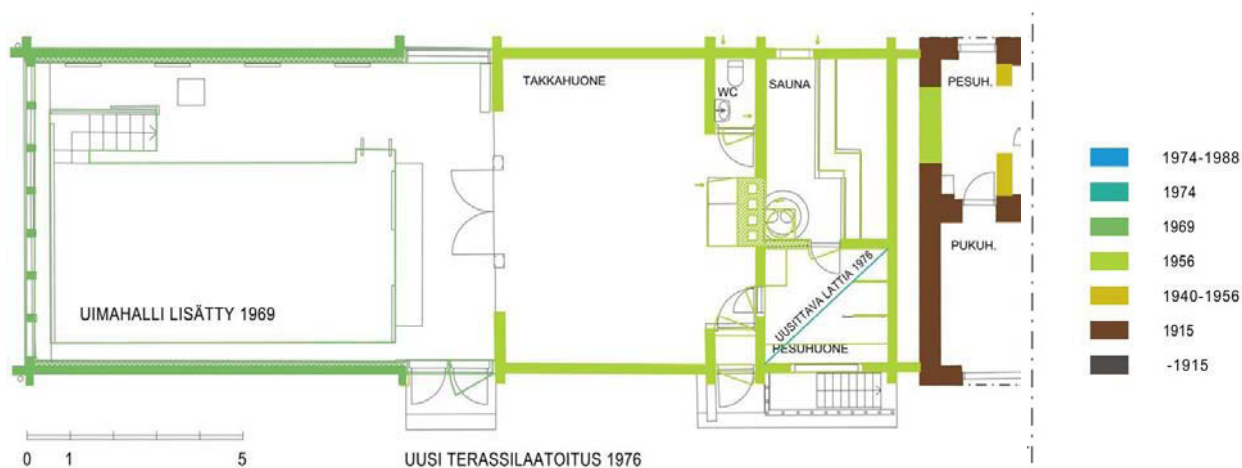 TAKKAHUONE
WC
SAUNA
PESUH.
PUKUH.
UIMAHALLI LISÄTTY 1969
UUSITTAVA LATTIA 1976
PESUHUONE
0 1 5
UUSI TERASSILAATOITUS 1976
1974-1988
1974
1969
1956
1940-1956
1915
-1915